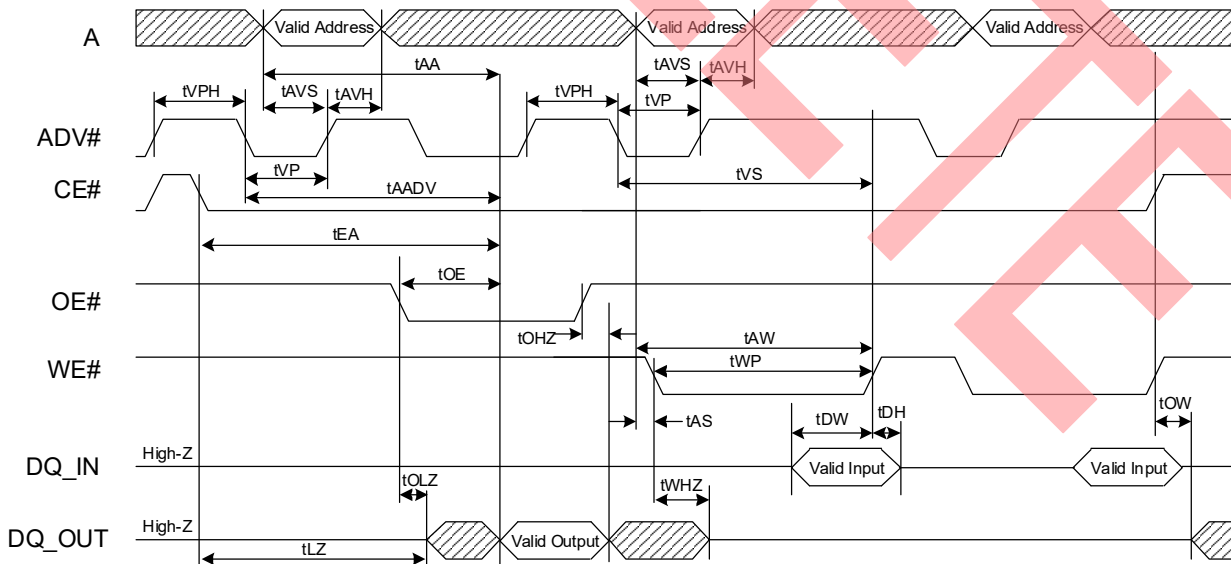 A
Valid Address
Valid Address
Valid Address
tAA
tAVS
tAVH
tVPH
tAVS
tAVH
tVPH
tVP
ADV#
tVP
tVS
CE#
tAADV
tEA
tOE
OE#
tOHZ
tAW
WE#
tWP
tAS
tDW
tDH
tOW
DQ_IN
High-Z
Valid Input
Valid Input
tOLZ
tWHZ
DQ_OUT
High-Z
Valid Output
tLZ